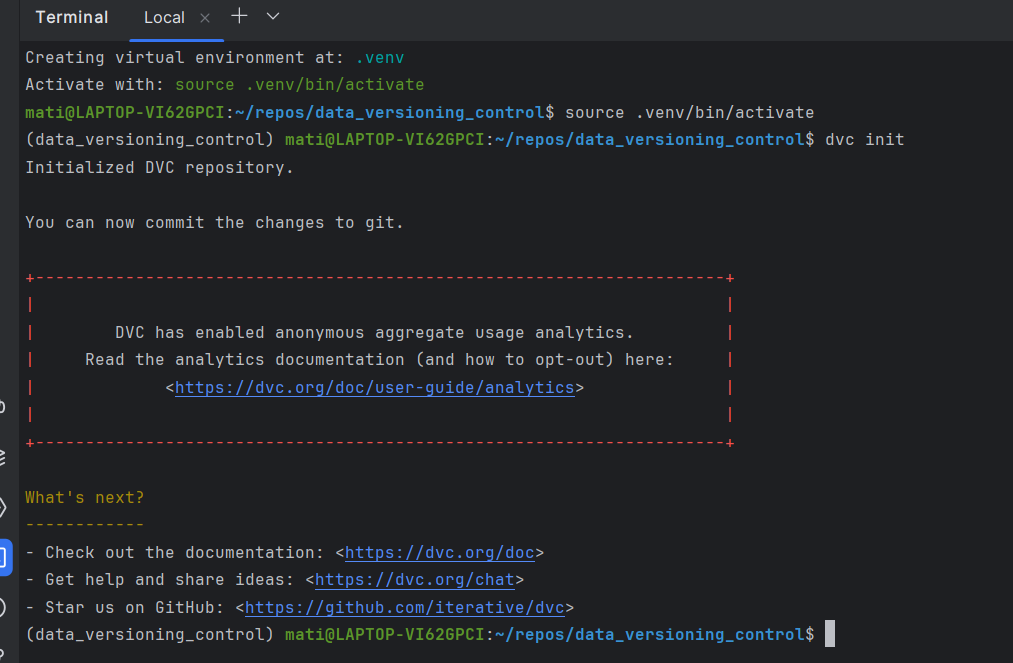 Terminal Local
Creating virtual environment at: .venv
Activate with: source .venv/bin/activate
mati@LAPTOP-VI62GPCI:~/repos/data_versioning_control$ source .venv/bin/activate
(data_versioning_control) mati@LAPTOP-VI62GPCI:~/repos/data_versioning_control$ dvc init
Initialized DVC repository.
You can now commit the changes to git.
+---------------------------------------------------------------------+
|                                                                     |
|        DVC has enabled anonymous aggregate usage analytics.         |
|     Read the analytics documentation (and how to opt-out) here:     |
|             <https://dvc.org/doc/user-guide/analytics>              |
|                                                                     |
+---------------------------------------------------------------------+
What's next?
------------
- Check out the documentation: <https://dvc.org/doc>
- Get help and share ideas: <https://dvc.org/chat>
- Star us on GitHub: <https://github.com/iterative/dvc>
(data_versioning_control) mati@LAPTOP-VI62GPCI:~/repos/data_versioning_control$